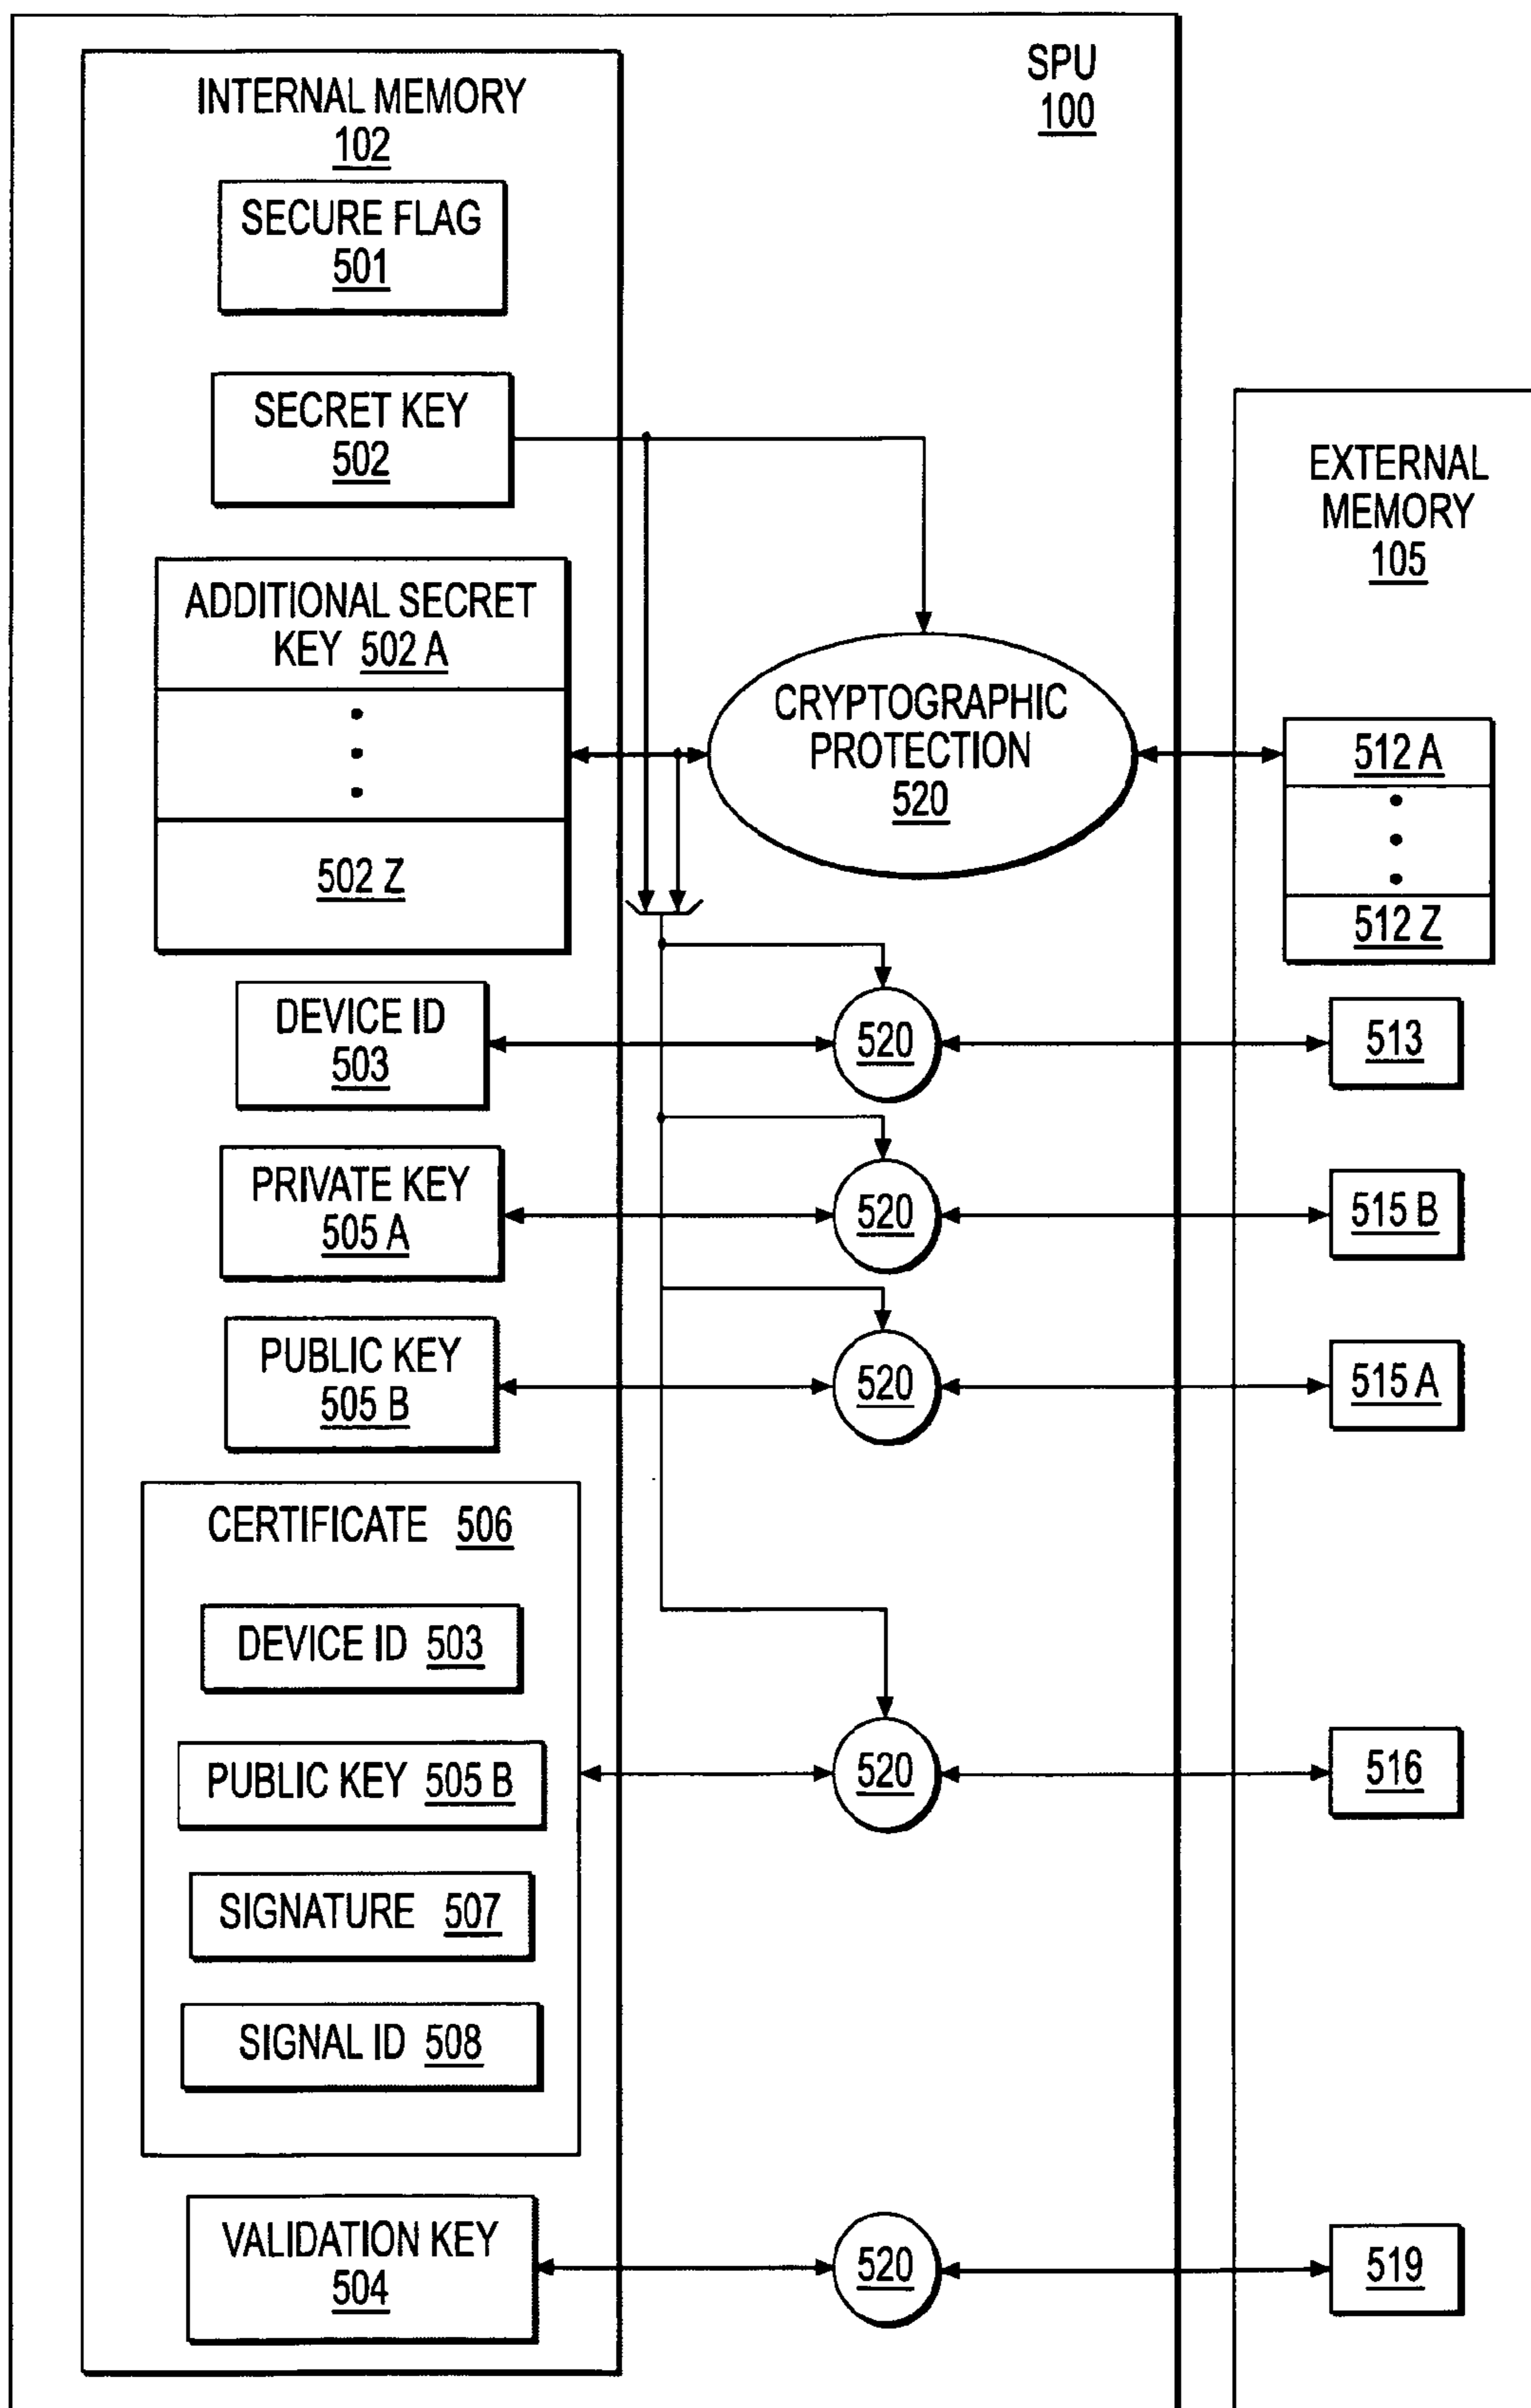 SPU
100
INTERNAL MEMORY
102
SECURE FLAG
501
SECRET KEY
502
EXTERNAL
MEMORY
105
ADDITIONAL SECRET
KEY 502 A
502 Z
CRYPTOGRAPHIC
PROTECTION
520
512 A
512 Z
DEVICE ID
503
520
513
PRIVATE KEY
505 A
520
515 B
PUBLIC KEY
505 B
520
515 A
CERTIFICATE 506
DEVICE ID 503
PUBLIC KEY 505 B
SIGNATURE 507
SIGNAL ID 508
520
516
VALIDATION KEY
504
520
519